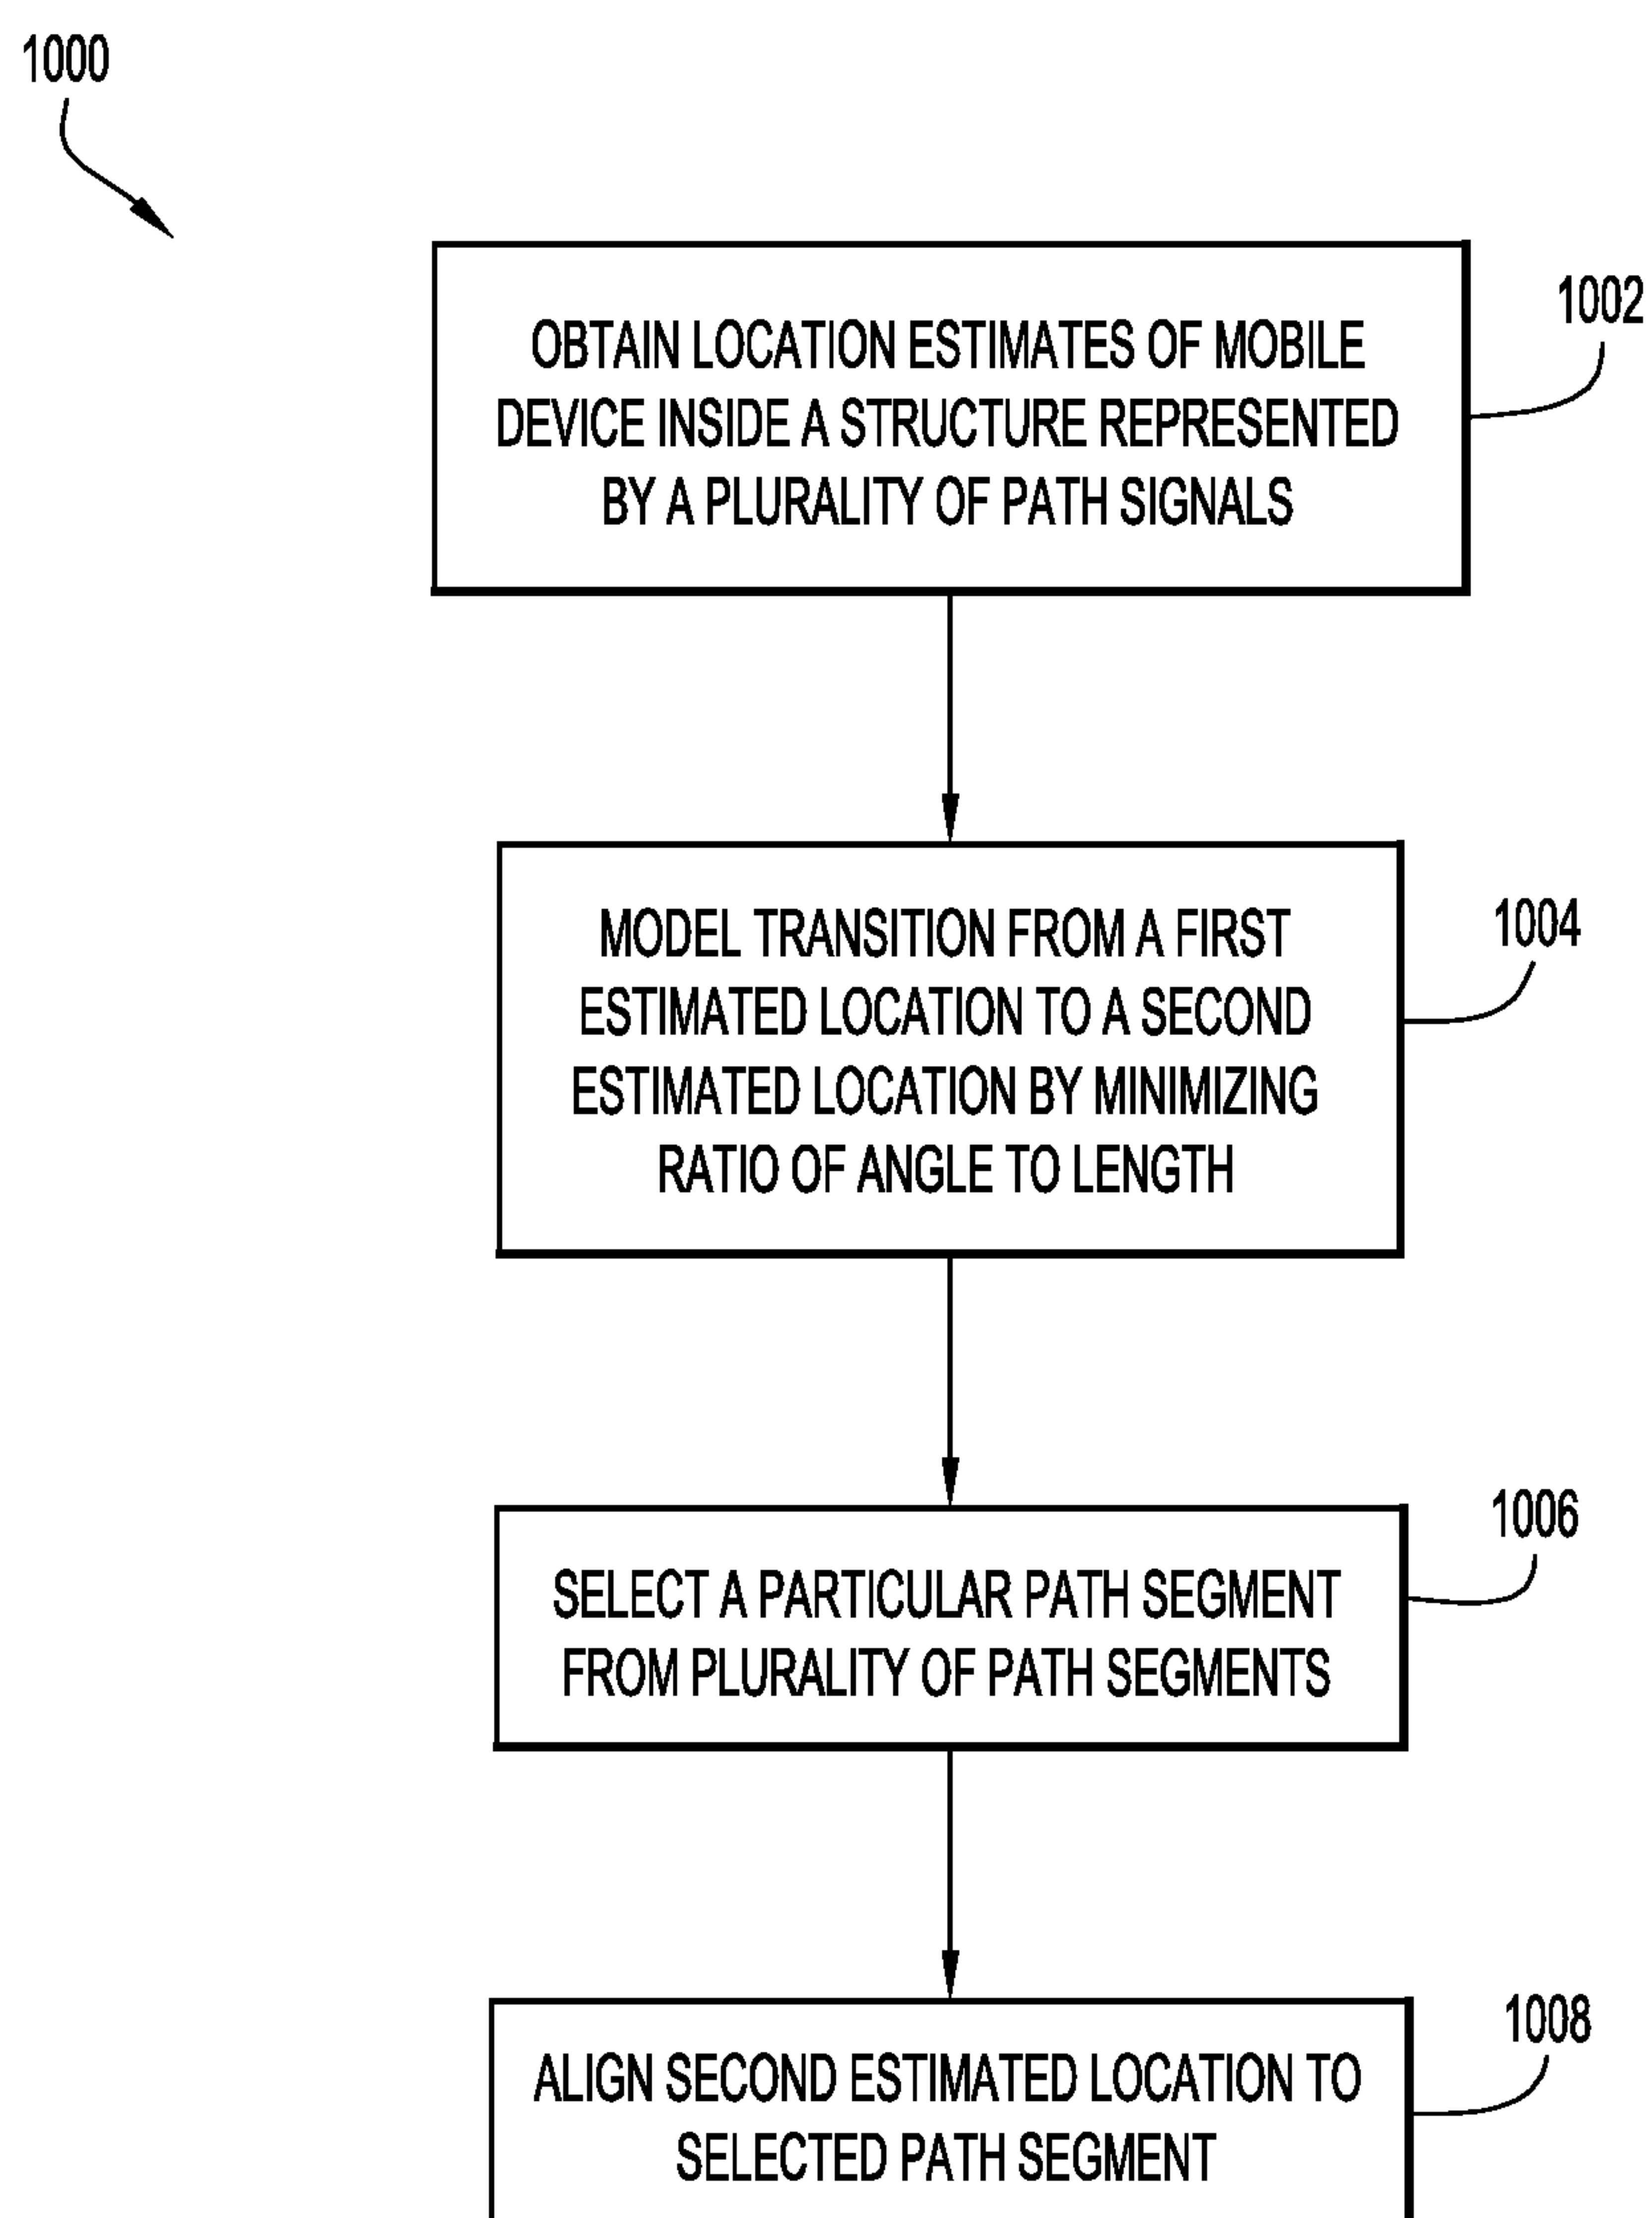 1000
1002
OBTAIN LOCATION ESTIMATES OF MOBILE
DEVICE INSIDE A STRUCTURE REPRESENTED
BY A PLURALITY OF PATH SIGNALS
1004
MODEL TRANSITION FROM A FIRST
ESTIMATED LOCATION TO A SECOND
ESTIMATED LOCATION BY MINIMIZING
RATIO OF ANGLE TO LENGTH
1006
SELECT A PARTICULAR PATH SEGMENT
FROM PLURALITY OF PATH SEGMENTS
1008
ALIGN SECOND ESTIMATED LOCATION TO
SELECTED PATH SEGMENT